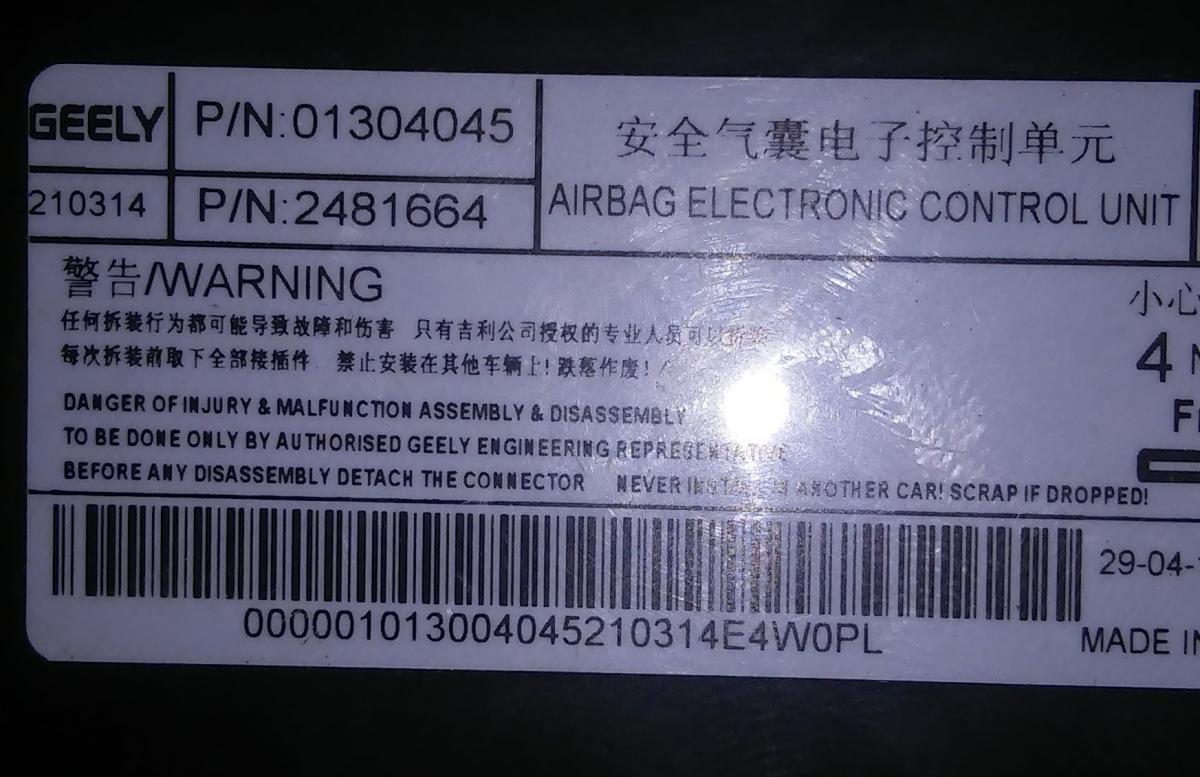 GEELY
P/N:01304045
安全气囊电子控制单元
210314
P/N:2481664
AIRBAG ELECTRONIC CONTROL UNIT
警告/WARNING
小心
任何拆装行为都可能导致故障和伤害 只有吉利公司授权的专业人员可以拆装
4
每次拆装前取下全部接插件 禁止安装在其他车辆上! 跌落作废!
DANGER OF INJURY & MALFUNCTION ASSEMBLY & DISASSEMBLY
TO BE DONE ONLY BY AUTHORISED GEELY ENGINEERING REPRESENTATIVE
BEFORE ANY DISASSEMBLY DETACH THE CONNECTOR NEVER INSTALL IN ANOTHER CAR! SCRAP IF DROPPED!
29-04-
000001013004045210314E4W0PL
MADE IN